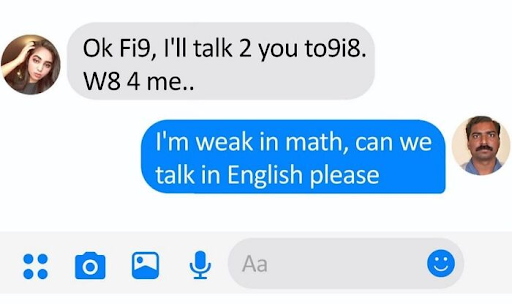 Ok Fi9, I'll talk 2 you to9i8.
W8 4 me..
I'm weak in math, can we
talk in English please
Aa